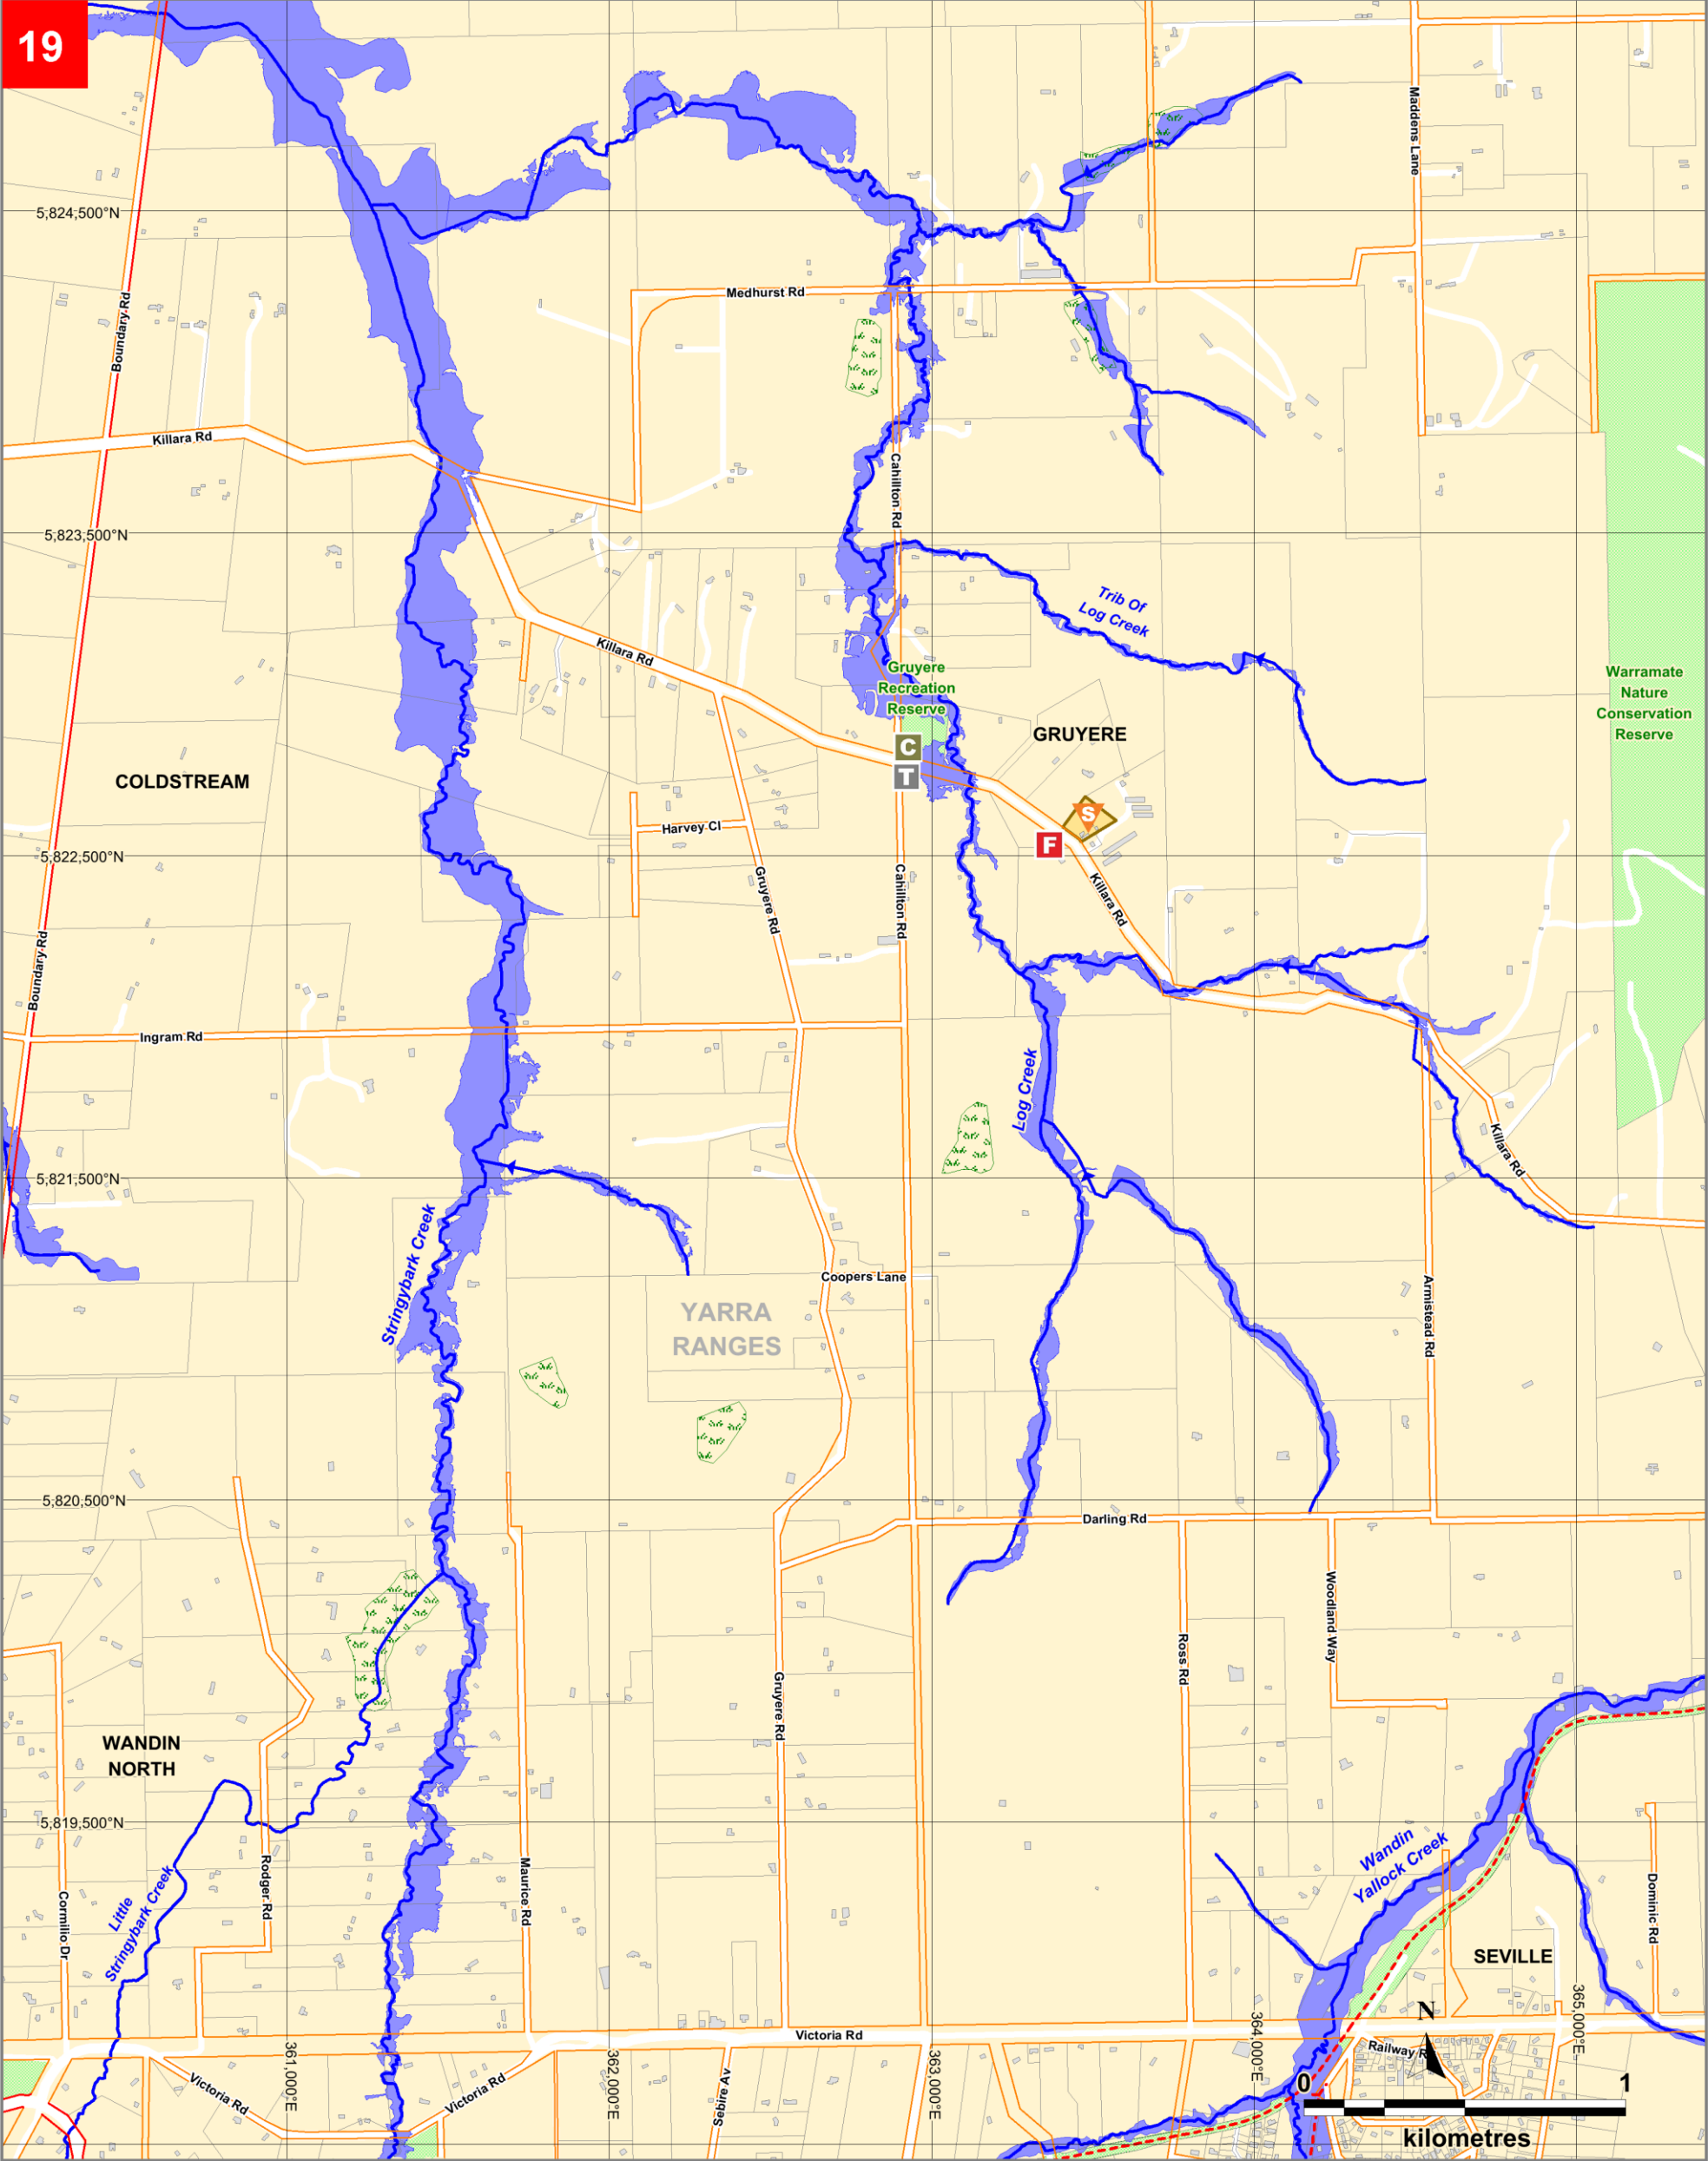 19
Maddens Lane
5,824,500°N
Boundary Rd
Medhurst Rd
Killara Rd
Cahillton Rd
5,823,500°N
Trib Of
Log Creek
Killara Rd
Gruyere
Recreation
Reserve
Warramate
Nature
Conservation
Reserve
GRUYERE
C
T
COLDSTREAM
S
F
Harvey Cl
5,822,500°N
Gruyere Rd
Cahillton Rd
Killara Rd
Boundary Rd
Ingram Rd
Log Creek
Killara Rd
5,821,500°N
Stringybark Creek
Coopers Lane
YARRA
RANGES
Armistead Rd
5,820,500°N
Darling Rd
Woodland Way
Ross Rd
Gruyere Rd
WANDIN
NORTH
5,819,500°N
Wandin
Yallock Creek
Little
Stringybark Creek
Cormilio Dr
Rodger Rd
Maurice Rd
Dominic Rd
SEVILLE
N
Victoria Rd
Railway R
361,000°E
362,000°E
363,000°E
364,000°E
365,000°E
Victoria Rd
Victoria Rd
Sebire Av
0
1
kilometres